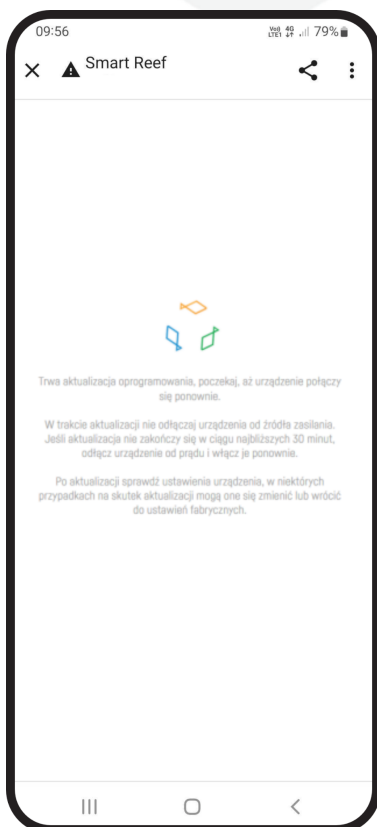 09:56
Vo) 4G LTE1 79%
Smart Reef
Trwa aktualizacja oprogramowania, poczekaj, aż urządzenie połączy
się ponownie.
W trakcie aktualizacji nie odłączaj urządzenia od źródła zasilania.
Jeśli aktualizacja nie zakończy się w ciągu najbliższych 30 minut,
odłącz urządzenie od prądu i włącz je ponownie.
Po aktualizacji sprawdź ustawienia urządzenia, w niektórych
przypadkach na skutek aktualizacji mogą one się zmienić lub wrócić
do ustawień fabrycznych.